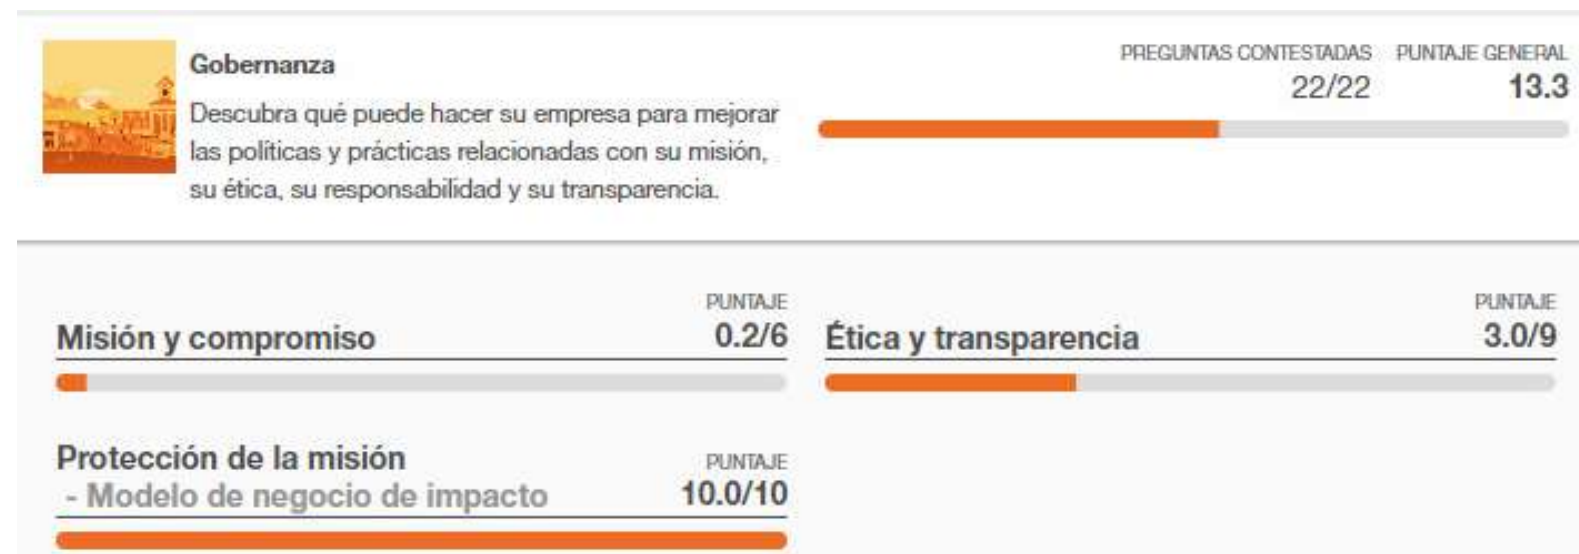 Gobernanza
Descubra qué puede hacer su empresa para mejorar
las políticas y prácticas relacionadas con su misión,
su ética, su responsabilidad y su transparencia.
PREGUNTAS CONTESTADAS
22/22
PUNTAJE GENERAL
13.3
Misión y compromiso
PUNTAJE
0.2/6
Ética y transparencia
PUNTAJE
3.0/9
Protección de la misión
- Modelo de negocio de impacto
PUNTAJE
10.0/10